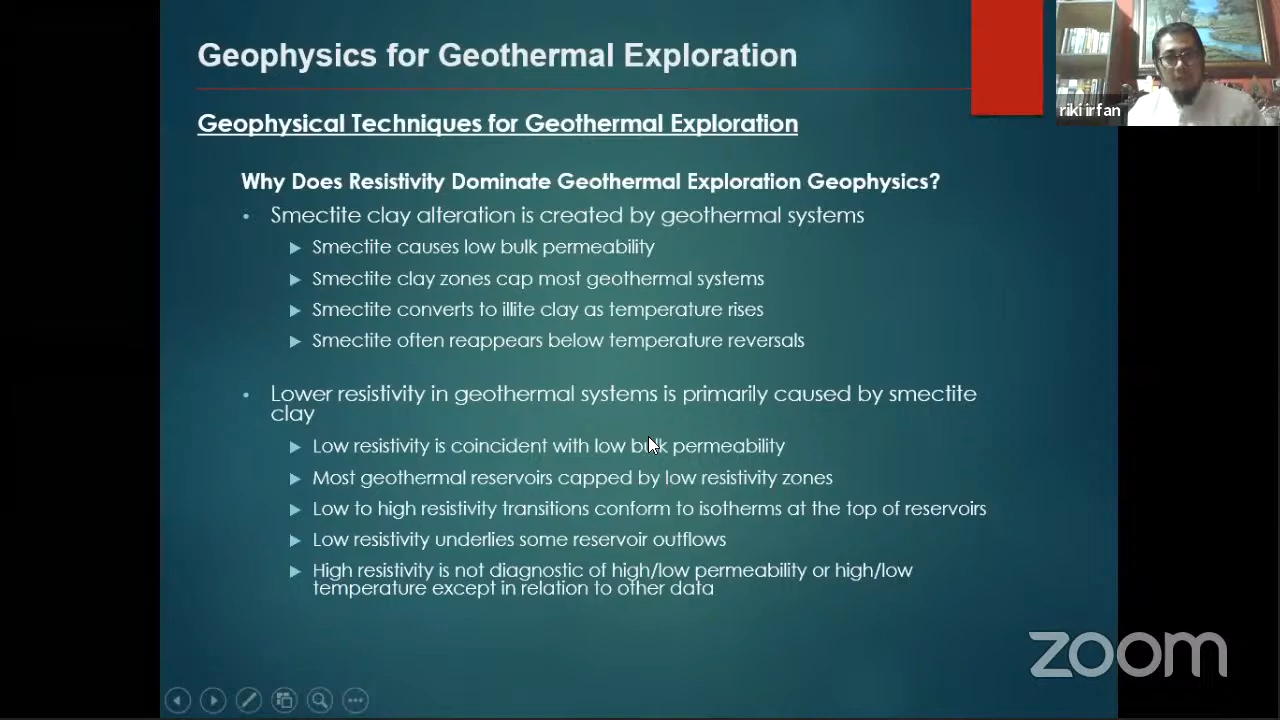 Geophysics for Geothermal Exploration
riki irfan
Geophysical Techniques for Geothermal Exploration
Why Does Resistivity Dominate Geothermal Exploration Geophysics?
• Smectite clay alteration is created by geothermal systems
Smectite causes low bulk permeability
Smectite clay zones cap most geothermal systems
Smectite converts to illite clay as temperature rises
Smectite often reappears below temperature reversals
• Lower resistivity in geothermal systems is primarily caused by smectite
clay
Low resistivity is coincident with low bulk permeability
Most geothermal reservoirs capped by low resistivity zones
Low to high resistivity transitions conform to isotherms at the top of reservoirs
Low resistivity underlies some reservoir outflows
High resistivity is not diagnostic of high/low permeability or high/low
temperature except in relation to other data
zoom